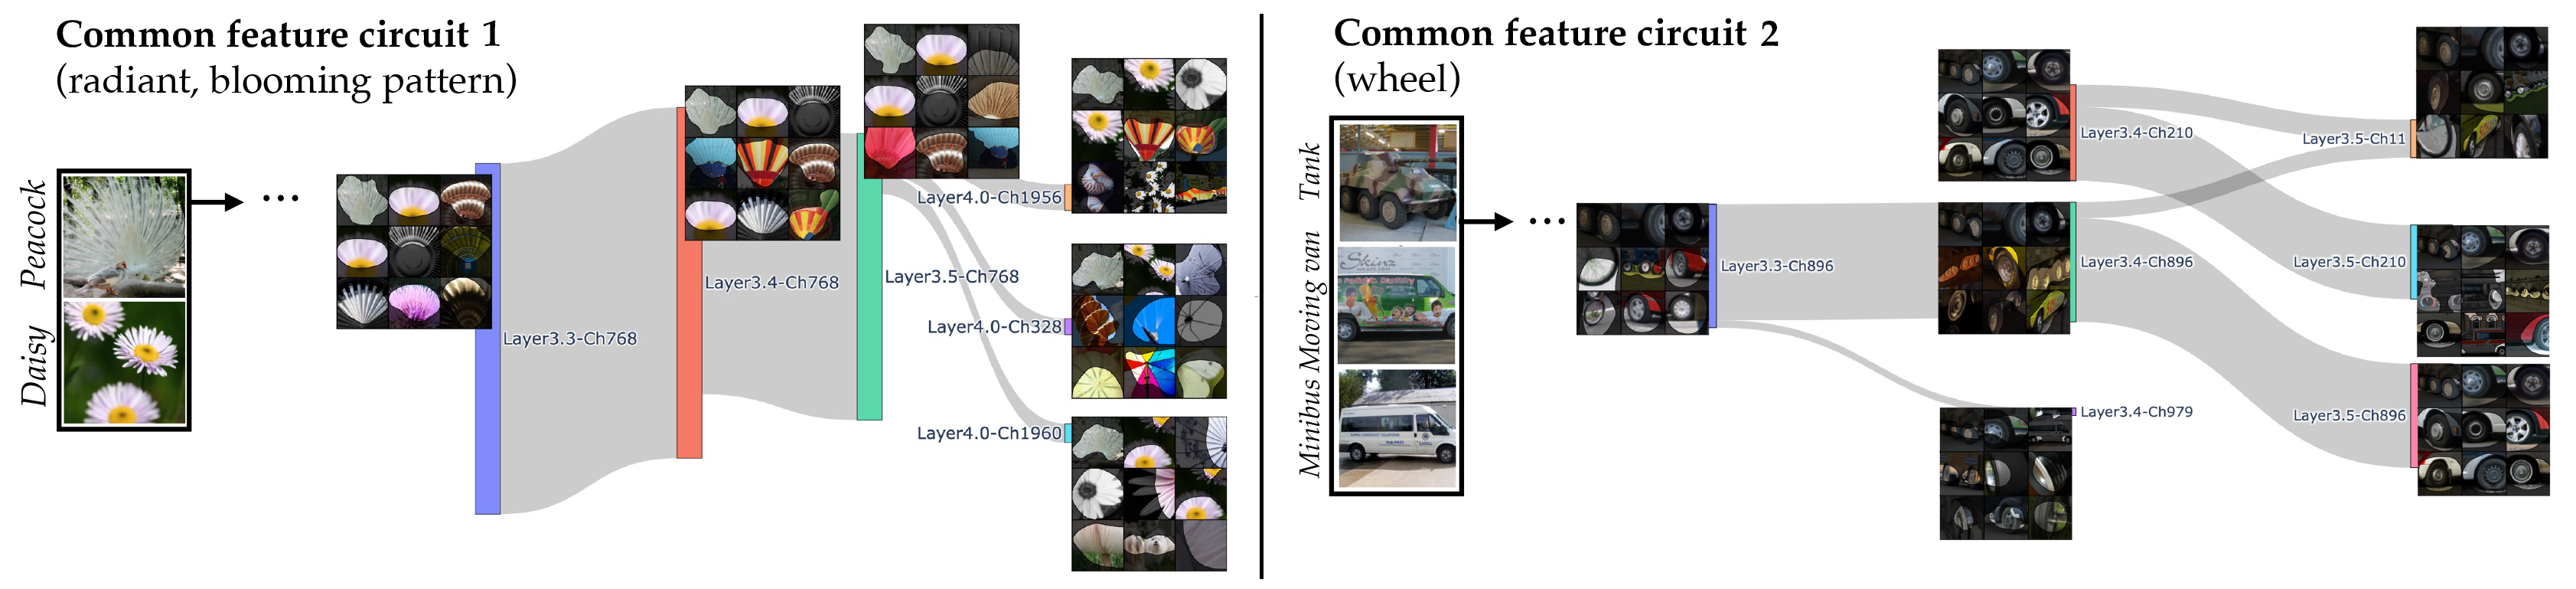 Common feature circuit 1
(radiant, blooming pattern)
Peacock
Daisy
...
Layer3.3-Ch768
Layer3.4-Ch768
Layer3.5-Ch768
Layer4.0-Ch1956
Layer4.0-Ch328
Layer4.0-Ch1960
Common feature circuit 2
(wheel)
Tank
Moving van
Minibus
...
Skinz
Layer3.3-Ch896
Layer3.4-Ch210
Layer3.4-Ch896
Layer3.4-Ch979
Layer3.5-Ch11
Layer3.5-Ch210
Layer3.5-Ch896